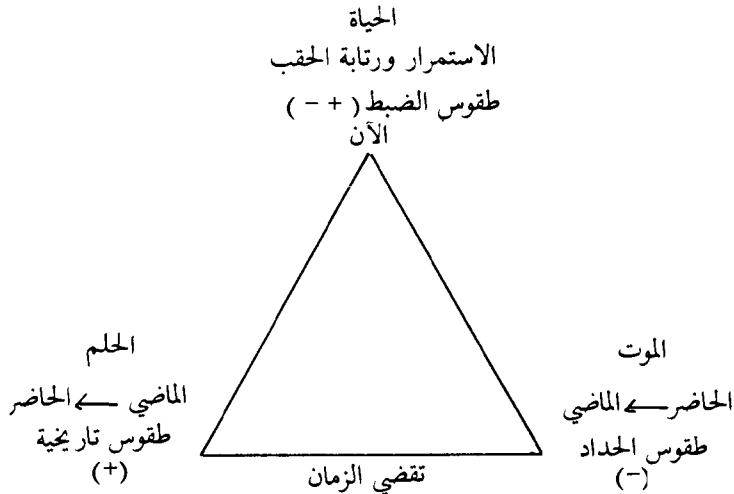 الحياة
الاستمرار ورتابة الحقب
طقوس الضبط ( + - )
الآن
الموت
الحاضر ← الماضي
طقوس الحداد
(-)
الحلم
الماضي ← الحاضر
طقوس تاريخية
(+)
تقضي الزمان